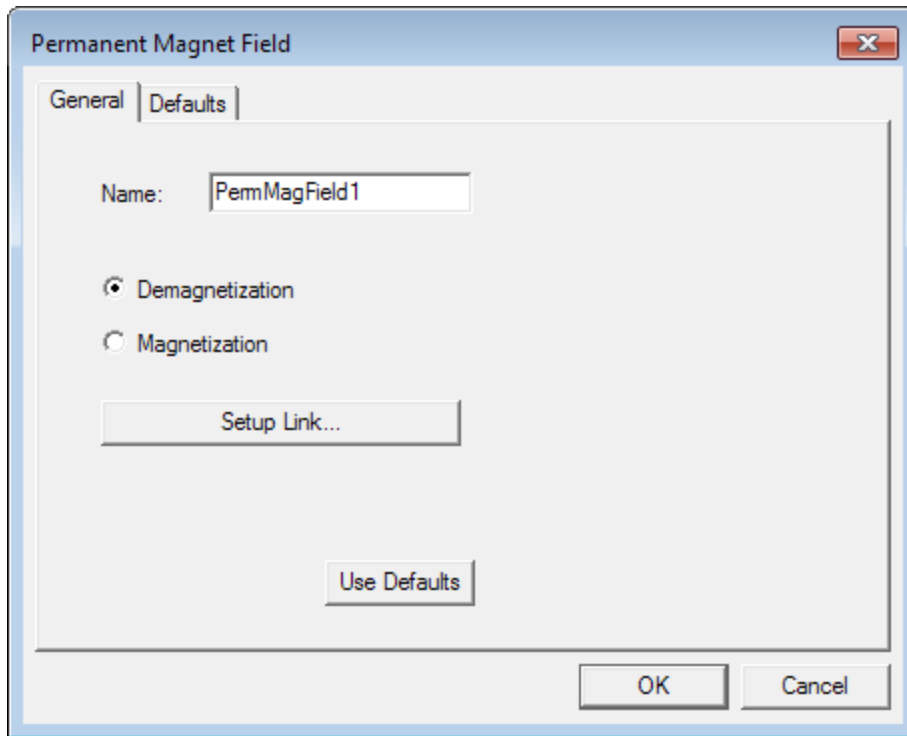 Permanent Magnet Field
General Defaults
Name: PermMagField1
Demagnetization
Magnetization
Setup Link...
Use Defaults
OK Cancel